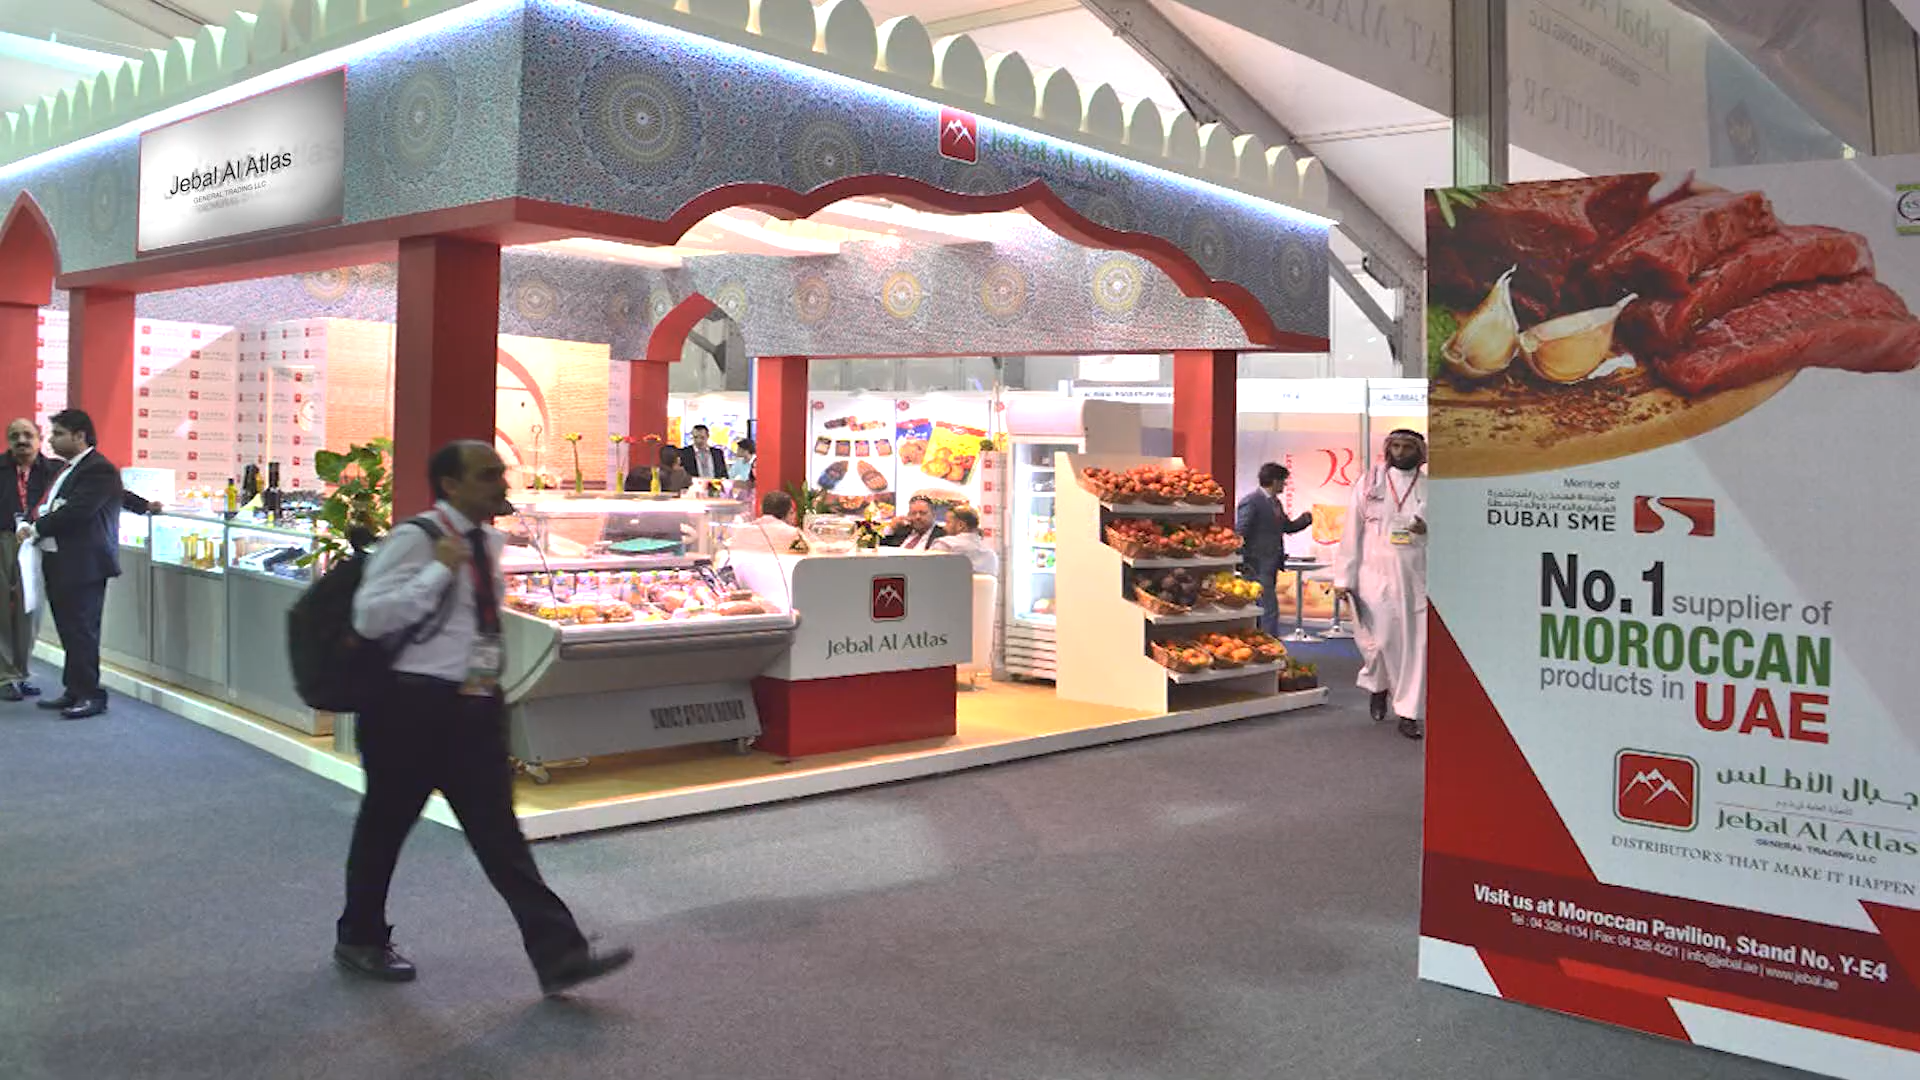 Jebal Al Atlas
GENERAL TRADING LLC
Jebal Al Atlas
Jebal Al Atlas
Member of
DUBAI SME
No.1 supplier of
MOROCCAN
products in UAE
جبال الأطلس
Jebal Al Atlas
GENERAL TRADING LLC
DISTRIBUTOR'S THAT MAKE IT HAPPEN
Visit us at Moroccan Pavilion, Stand No. Y-E4
Tel : 04 328 4134 | Fax: 04 328 4221 | info@jebal.ae | www.jebal.ae